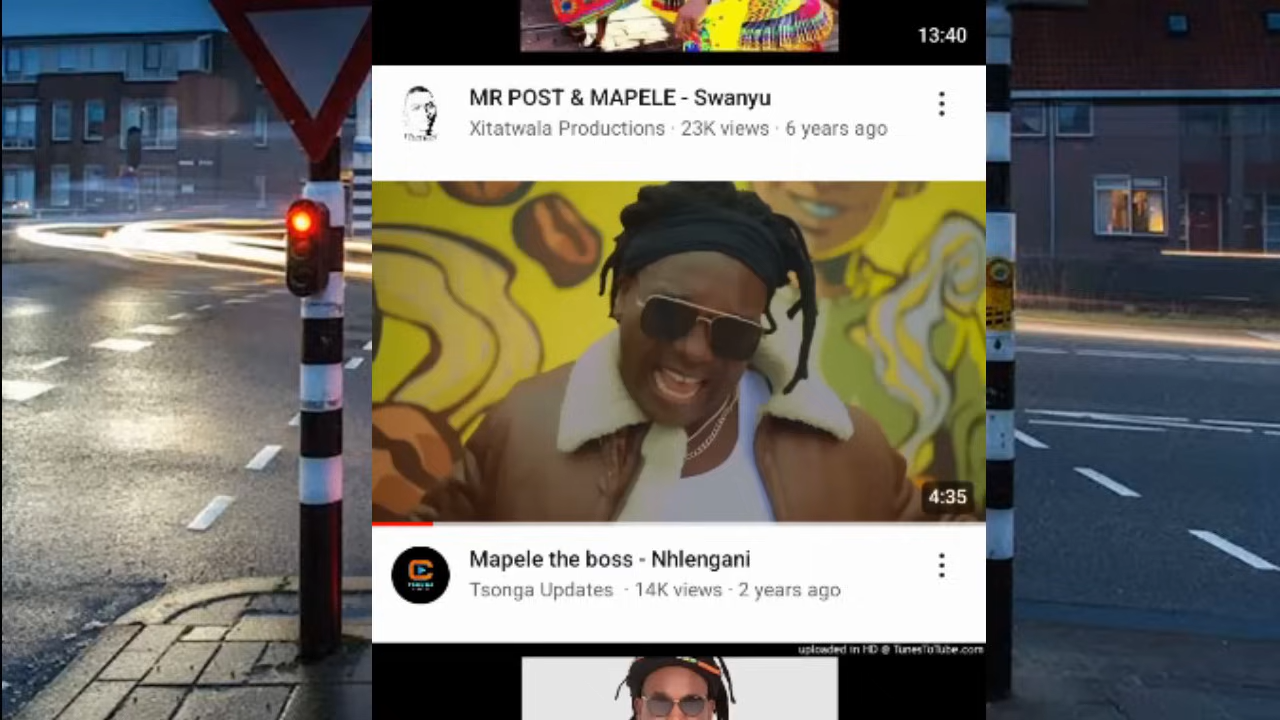 13:40
MR POST & MAPELE - Swanyu
Xitatwala Productions · 23K views · 6 years ago
4:35
Mapele the boss - Nhlengani
Tsonga Updates · 14K views · 2 years ago
uploaded in HD @ TunesToTube.com